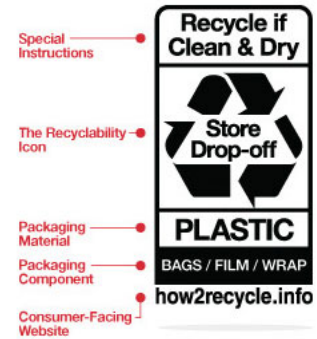 Special
Instructions
Recycle if
Clean & Dry
The Recyclability
Icon
Store
Drop-off
Packaging
Material
PLASTIC
Packaging
Component
BAGS / FILM / WRAP
Consumer-Facing
Website
how2recycle.info